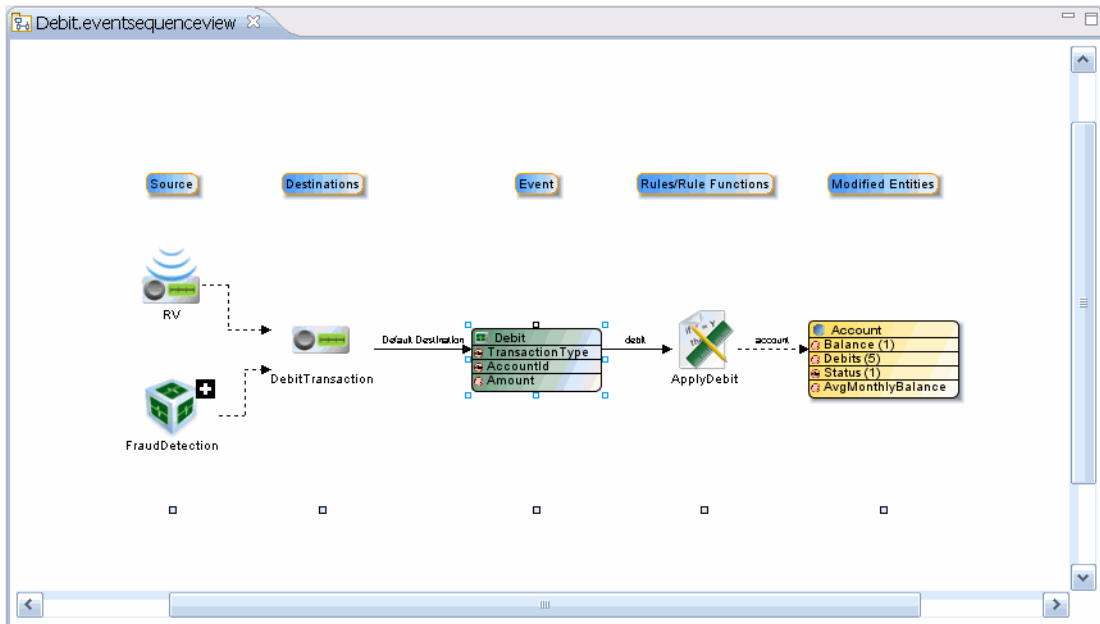 Debit.eventsequenceview
Source
Destinations
Event
Rules/Rule Functions
Modified Entities
RV
DebitTransaction
Default Destination
Debit
TransactionType
AccountId
Amount
debit
ApplyDebit
account
Account
Balance (1)
Debits (5)
Status (1)
AvgMonthlyBalance
FraudDetection